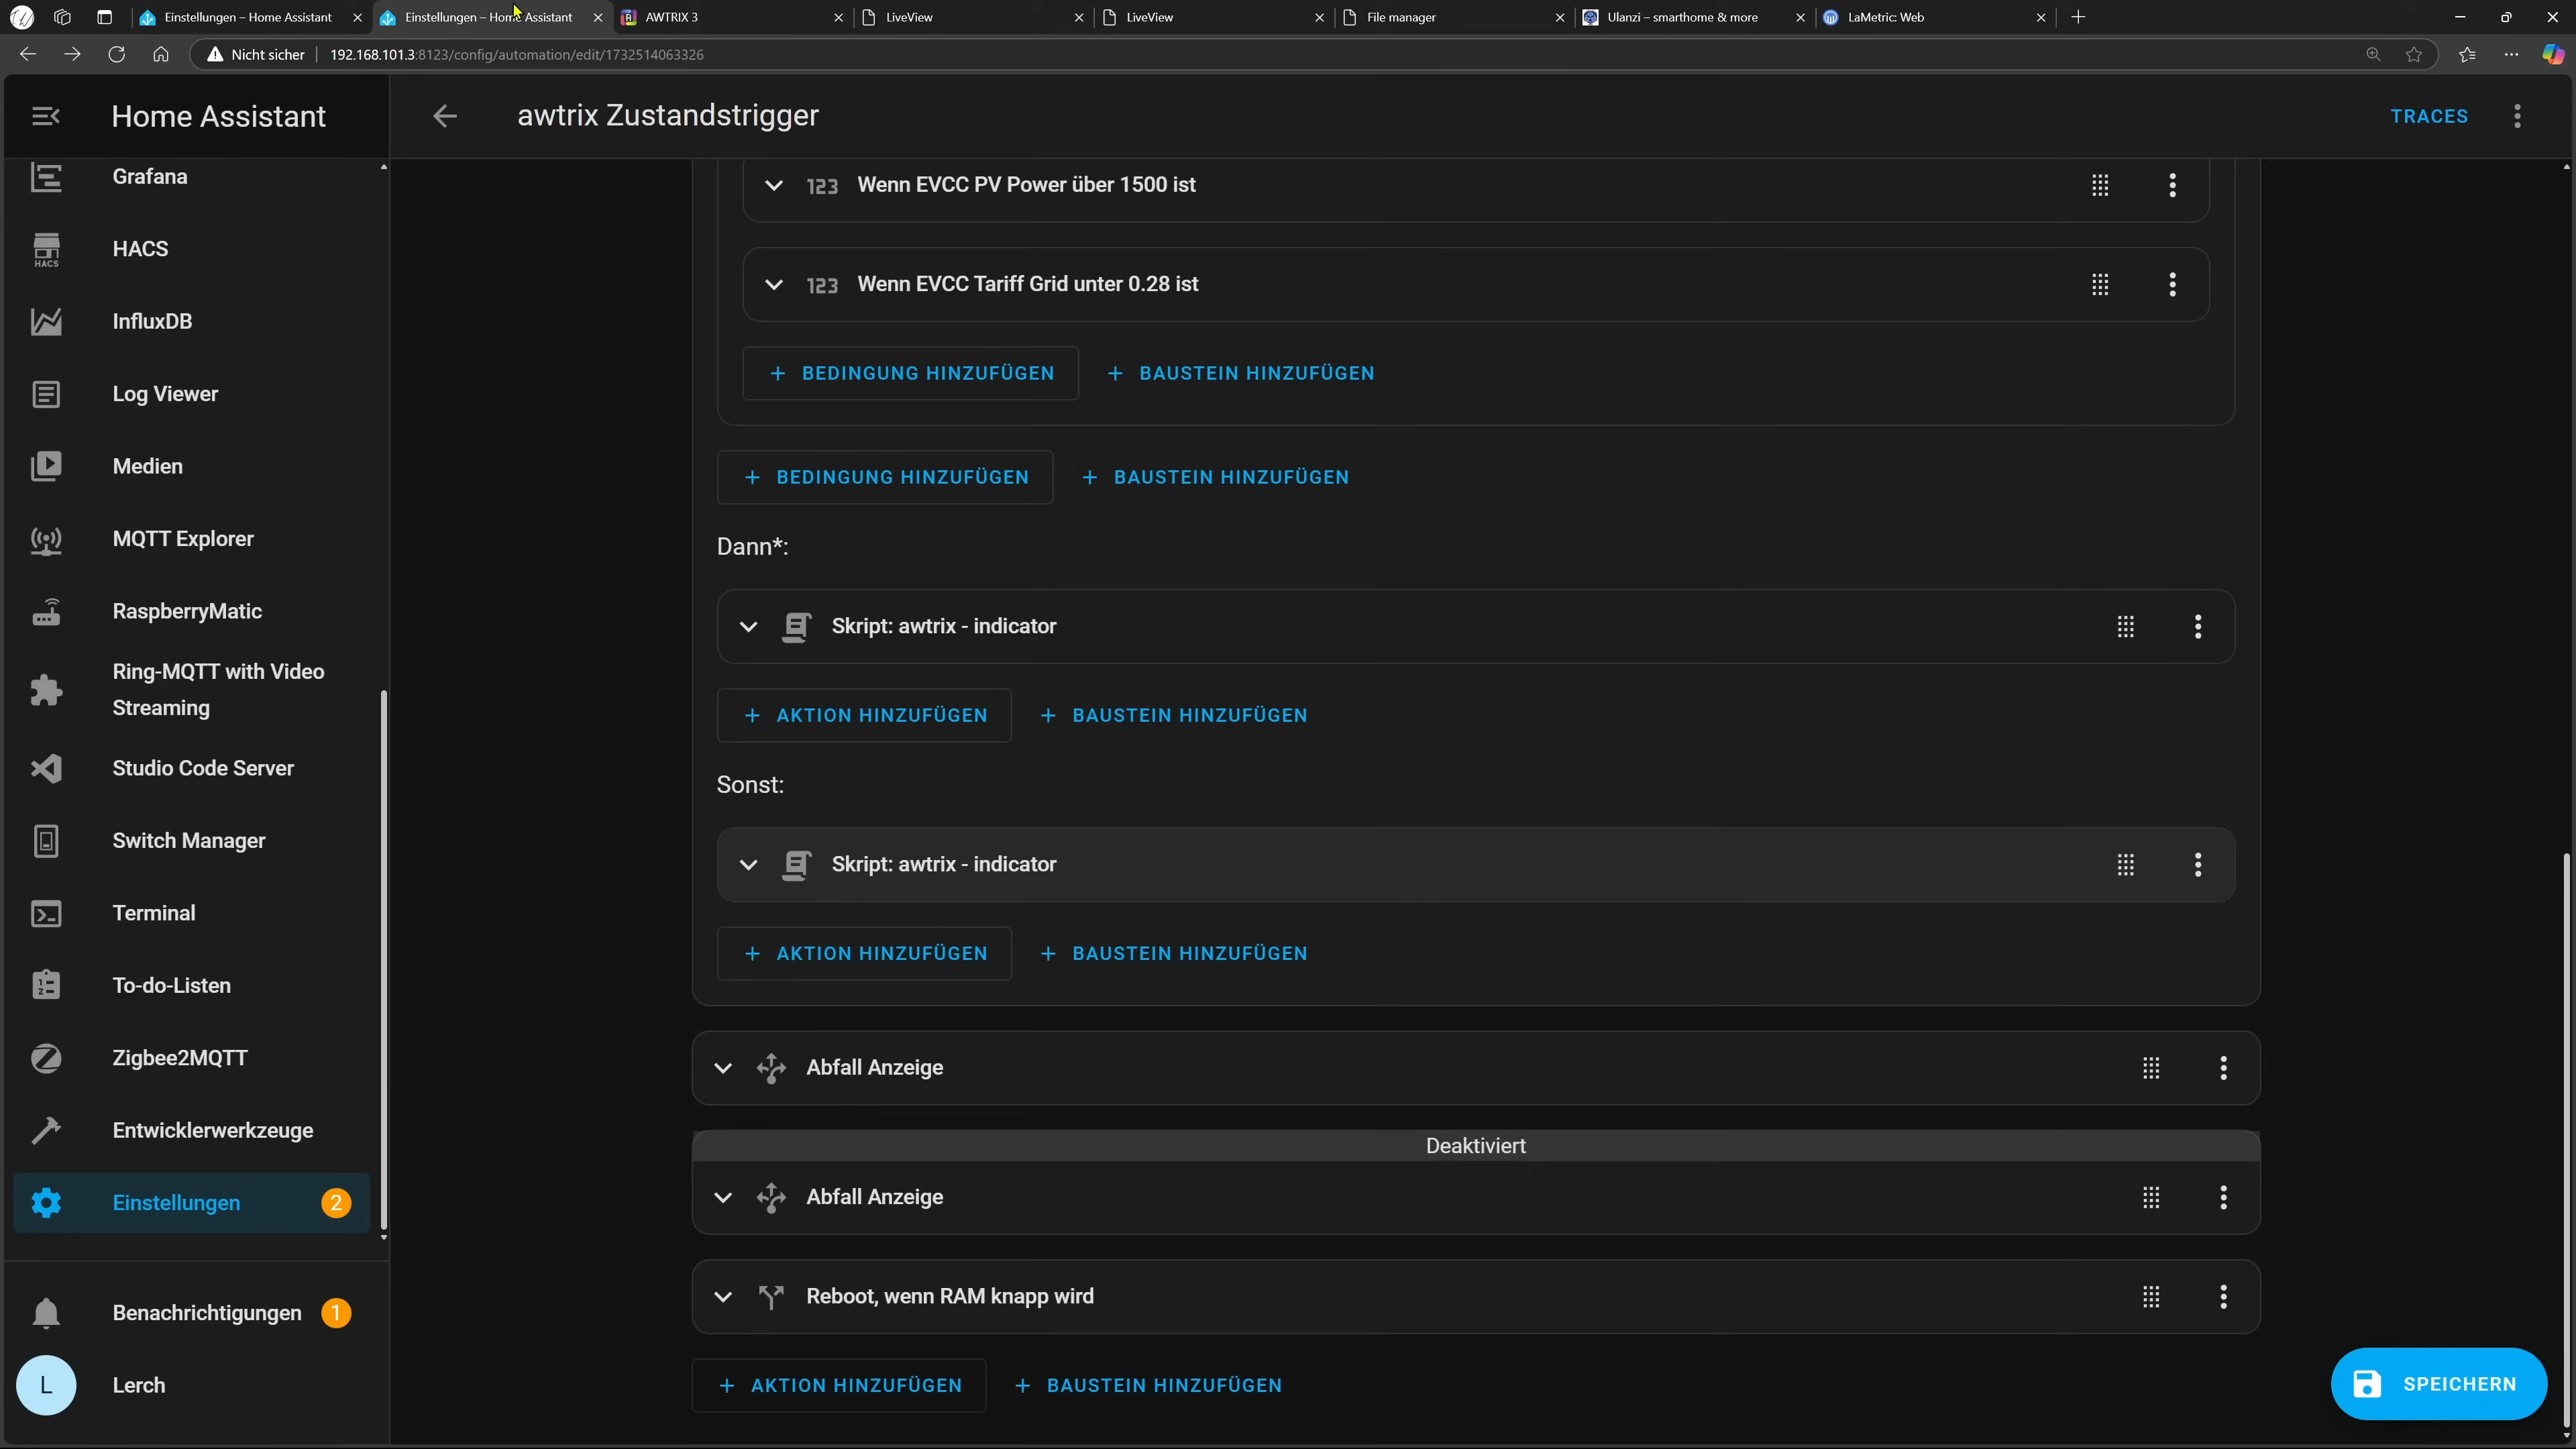 Einstellungen – Home Assistant
Einstellungen – Home Assistant
AWTRIX 3
LiveView
LiveView
File manager
Ulanzi – smarthome & more
LaMetric: Web
Nicht sicher
192.168.101.3:8123/config/automation/edit/1732514063326
Home Assistant
awtrix Zustandstrigger
TRACES
Grafana
HACS
HACS
InfluxDB
Log Viewer
Medien
MQTT Explorer
RaspberryMatic
Ring-MQTT with Video
Streaming
Studio Code Server
Switch Manager
Terminal
To-do-Listen
Zigbee2MQTT
Entwicklerwerkzeuge
Einstellungen 2
Benachrichtigungen 1
L Lerch
123 Wenn EVCC PV Power über 1500 ist
123 Wenn EVCC Tariff Grid unter 0.28 ist
+ BEDINGUNG HINZUFÜGEN + BAUSTEIN HINZUFÜGEN
+ BEDINGUNG HINZUFÜGEN + BAUSTEIN HINZUFÜGEN
Dann*:
Skript: awtrix - indicator
+ AKTION HINZUFÜGEN + BAUSTEIN HINZUFÜGEN
Sonst:
Skript: awtrix - indicator
+ AKTION HINZUFÜGEN + BAUSTEIN HINZUFÜGEN
Abfall Anzeige
Deaktiviert
Abfall Anzeige
Reboot, wenn RAM knapp wird
+ AKTION HINZUFÜGEN + BAUSTEIN HINZUFÜGEN
SPEICHERN